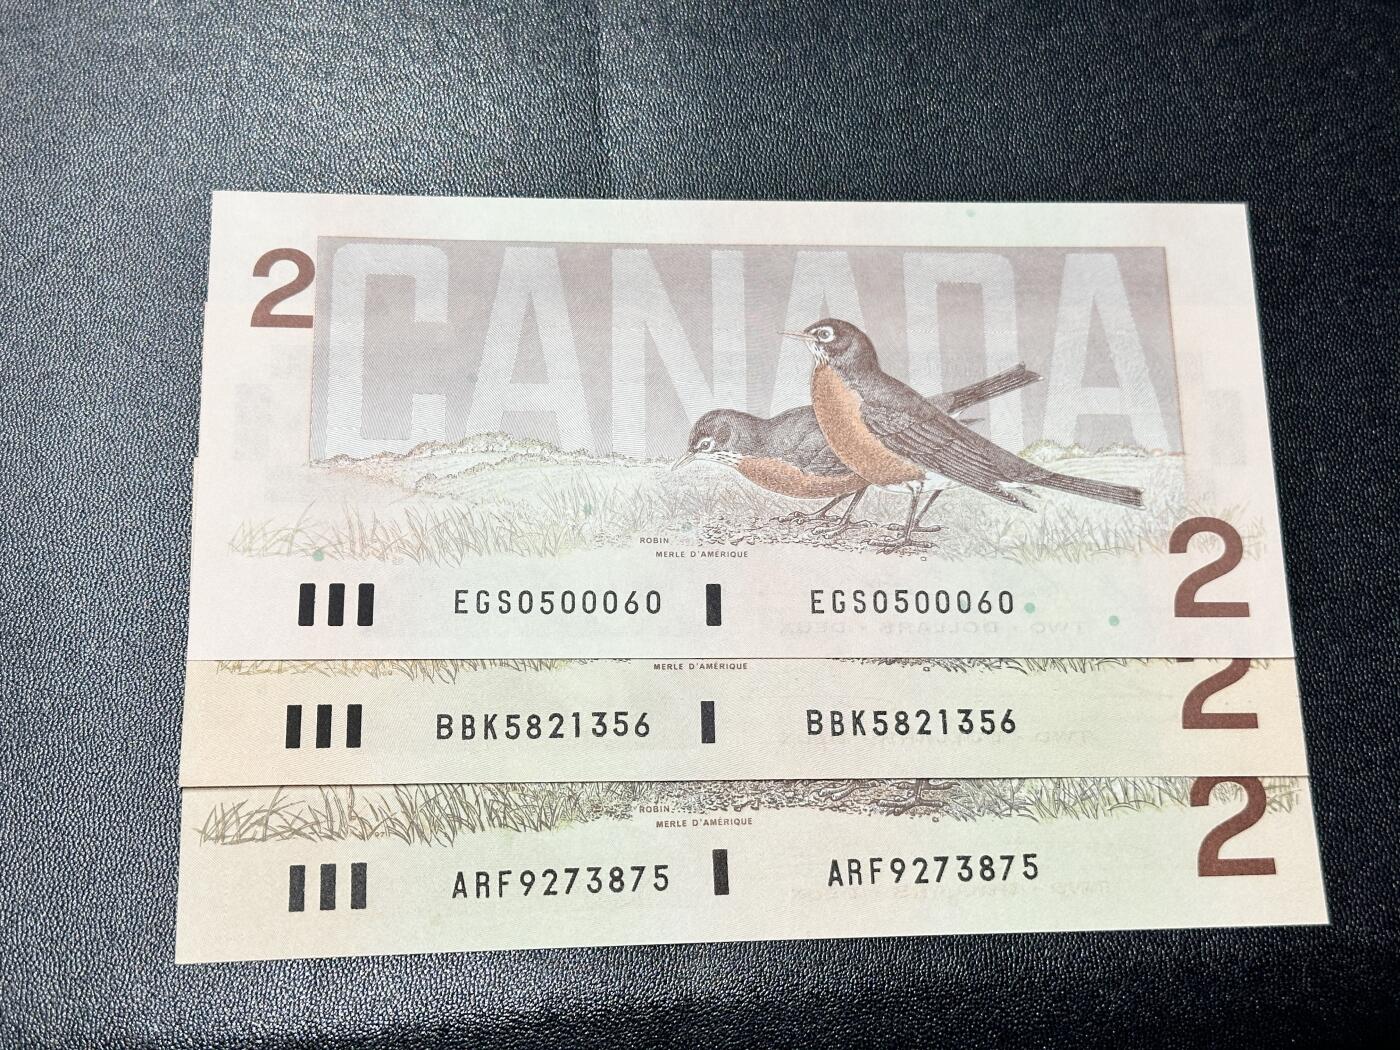 2
CANADA
ROBIN
MERLE D'AMÉRIQUE
2
EGS0500060 EGS0500060
MERLE D'AMÉRIQUE
2
BBK5821356 BBK5821356
ROBIN
MERLE D'AMÉRIQUE
2
ARF9273875 ARF9273875